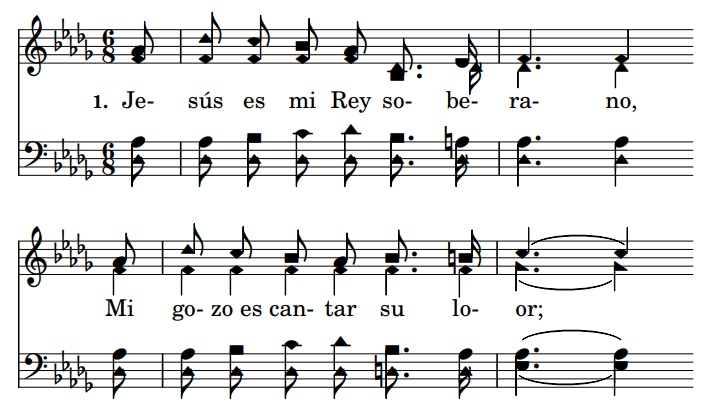 1. Je- sús es mi Rey so- be- ra- no,
Mi go- zo es can- tar su lo- or;